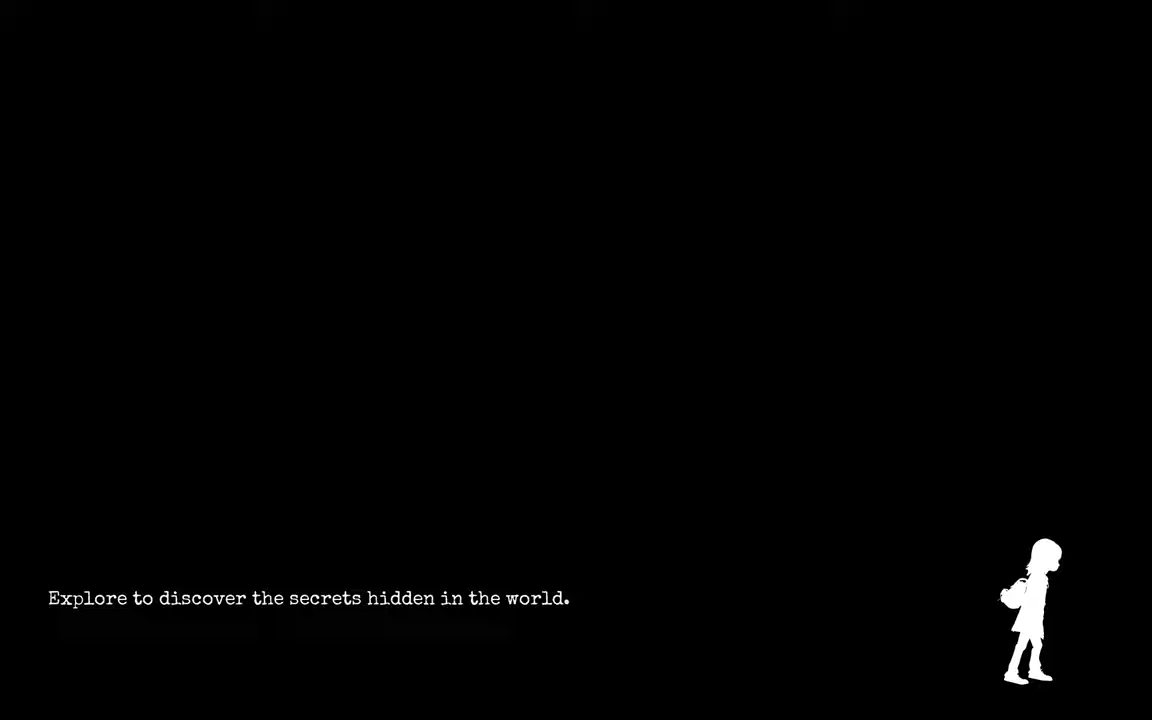 Explore to discover the secrets hidden in the world.